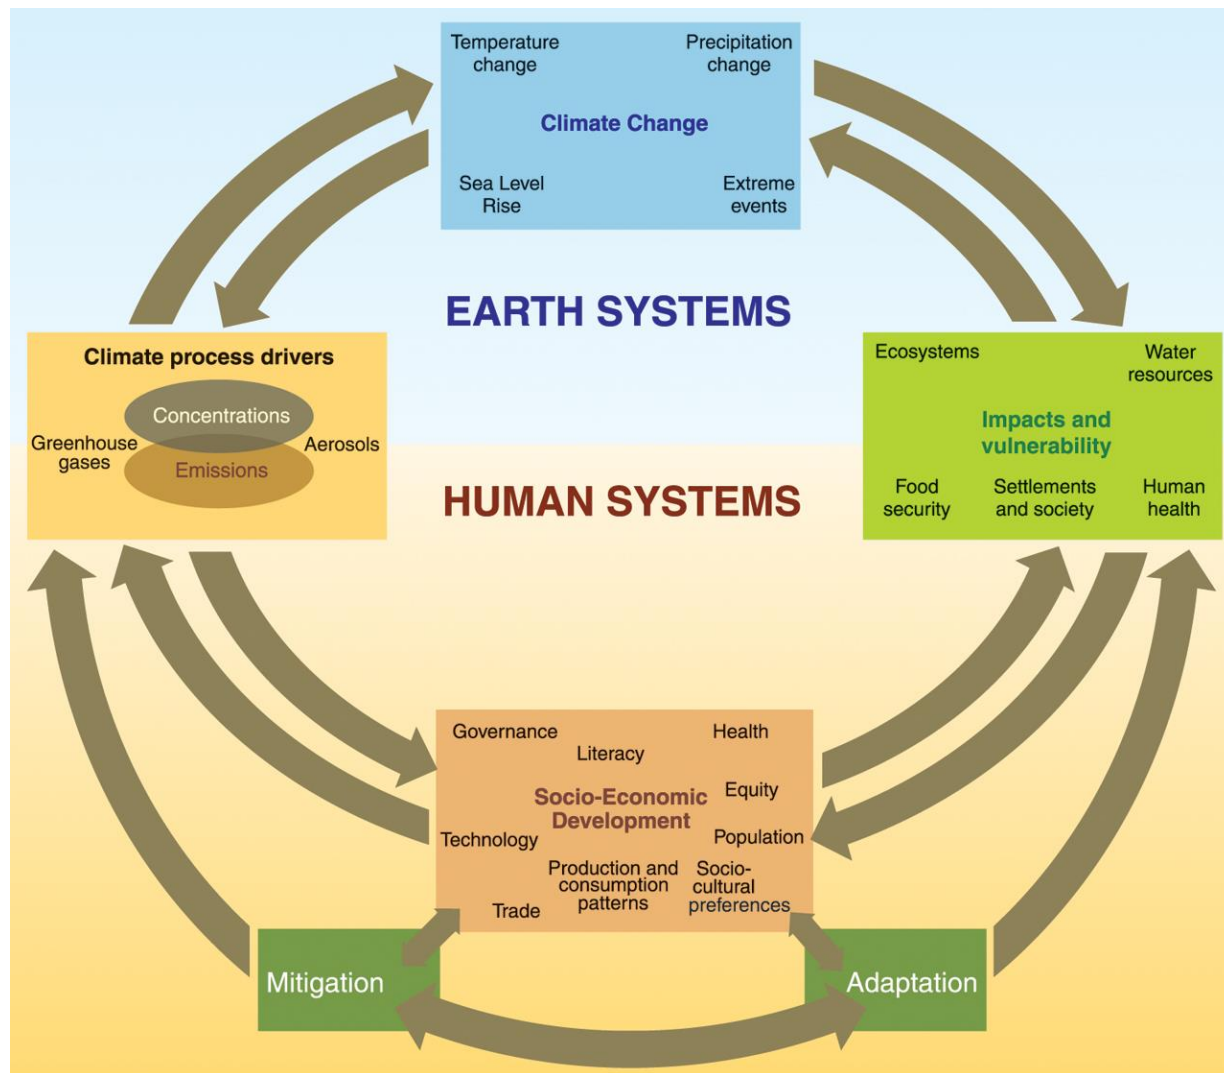 Temperature
change
Precipitation
change
Climate Change
Sea Level
Rise
Extreme
events
EARTH SYSTEMS
Climate process drivers
Concentrations
Greenhouse
gases
Aerosols
Emissions
Ecosystems
Water
resources
Impacts and
vulnerability
Food
security
Settlements
and society
Human
health
HUMAN SYSTEMS
Governance
Literacy
Health
Socio-Economic
Development
Equity
Technology
Population
Production and
consumption
patterns
Socio-
cultural
preferences
Trade
Mitigation
Adaptation